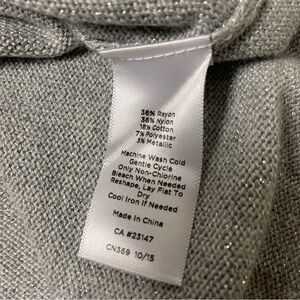 36% Rayon
36% Nylon
18% Cotton
7% Polyester
3% Metallic
Machine Wash Cold
Gentle Cycle
Only Non-Chlorine
Bleach When Needed
Reshape, Lay Flat To
Dry
Cool Iron If Needed
Made In China
CA #23147
CN369 10/15